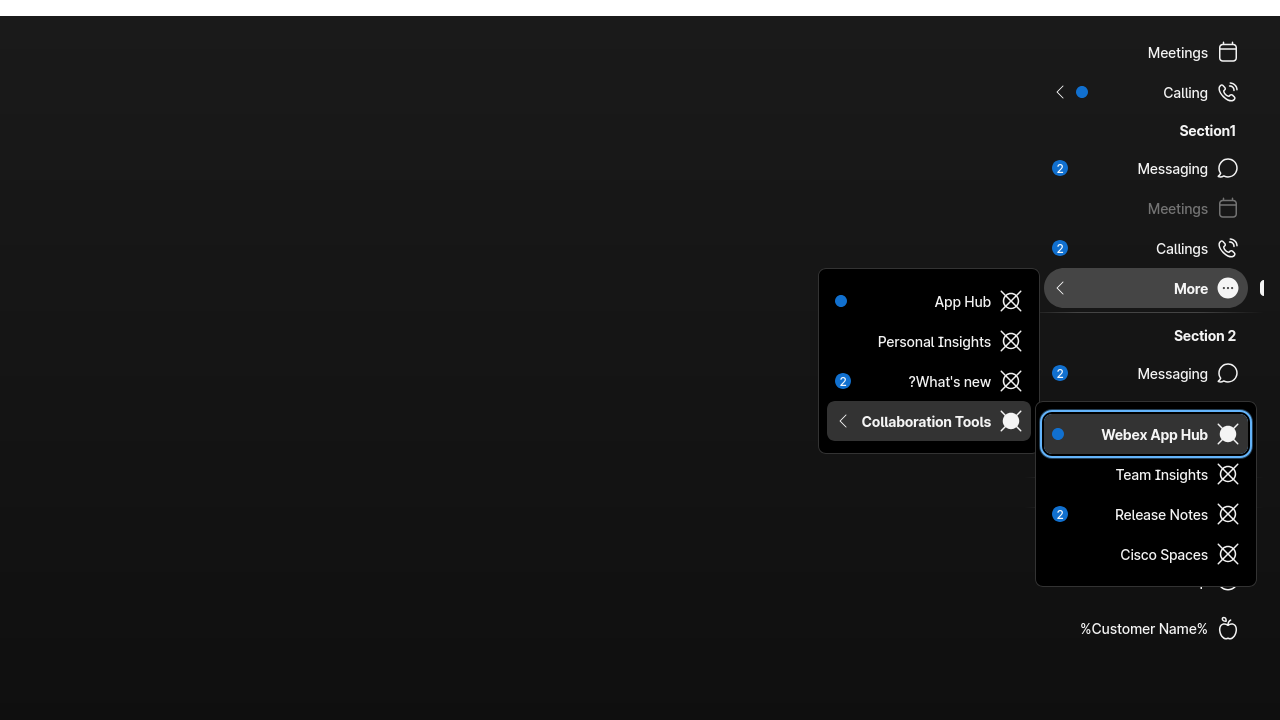 Meetings
Calling
Section1
Messaging 2
Meetings
Callings 2
More
Section 2
Messaging 2
App Hub
Personal Insights
?What's new 2
Collaboration Tools
Webex App Hub
Team Insights
Release Notes 2
Cisco Spaces
%Customer Name%